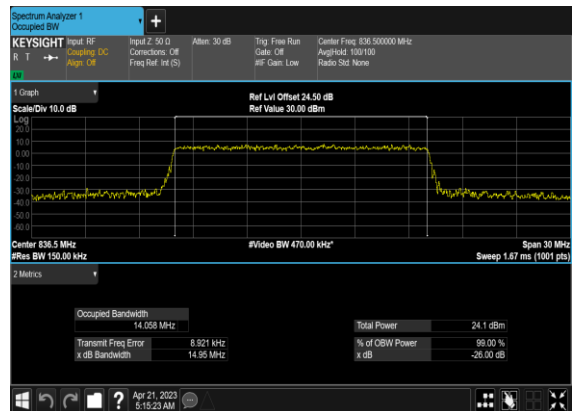 Spectrum Analyzer 1
Occupied BW
+
KEYSIGHT Input: RF Input Z: 50 Ω Atten: 30 dB Trig: Free Run Center Freq: 836.500000 MHz
R T Coupling: DC Corrections: Off Gate: Off Avg|Hold: 100/100
Align: Off Freq Ref: Int (S) #IF Gain: Low Radio Std: None
LXI
1 Graph
Ref Lvl Offset 24.50 dB
Scale/Div 10.0 dB Ref Value 30.00 dBm
Log
20.0
10.0
0.00
-10.0
-20.0
-30.0
-40.0
-50.0
-60.0
Center 836.5 MHz #Video BW 470.00 kHz* Span 30 MHz
#Res BW 150.00 kHz Sweep 1.67 ms (1001 pts)
2 Metrics
Occupied Bandwidth
14.058 MHz Total Power 24.1 dBm
Transmit Freq Error 8.921 kHz % of OBW Power 99.00 %
x dB Bandwidth 14.95 MHz x dB -26.00 dB
? Apr 21, 2023
5:15:23 AM